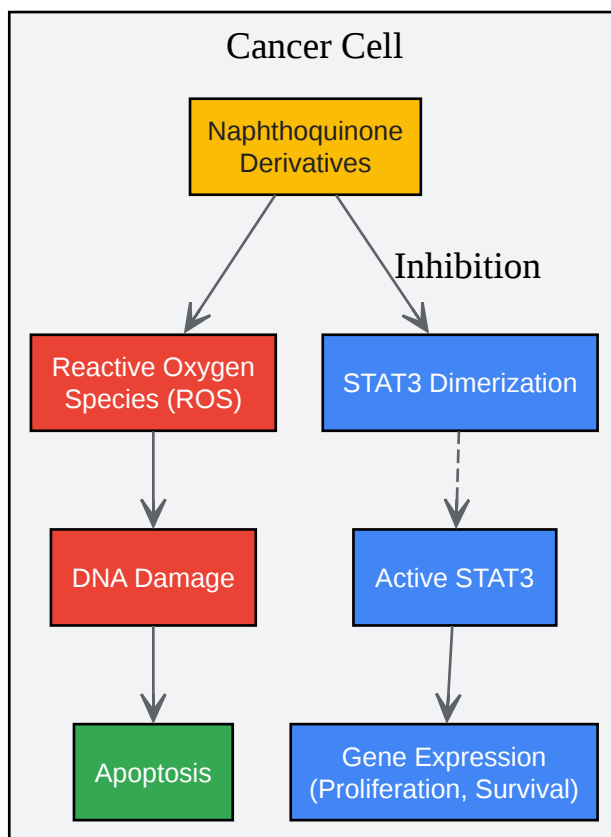 Cancer Cell
Naphthoquinone
Derivatives
Inhibition
Reactive Oxygen
Species (ROS)
STAT3 Dimerization
DNA Damage
Active STAT3
Apoptosis
Gene Expression
(Proliferation, Survival)